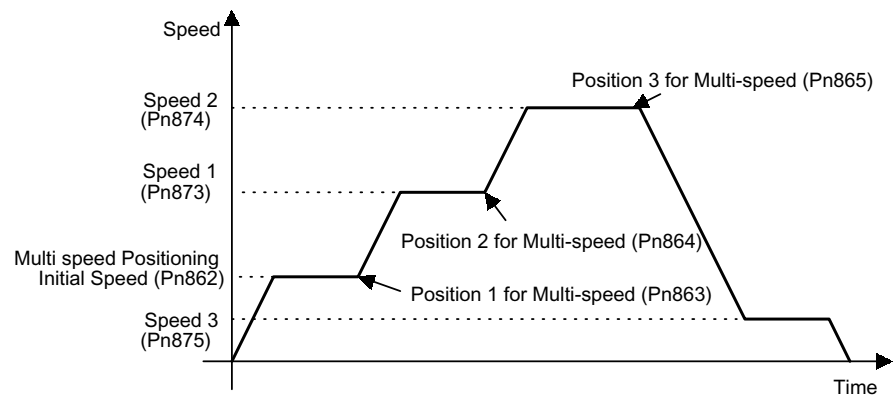 Speed
Position 3 for Multi-speed (Pn865)
Speed 2
(Pn874)
Speed 1
(Pn873)
Position 2 for Multi-speed (Pn864)
Multi speed Positioning
Initial Speed (Pn862)
Position 1 for Multi-speed (Pn863)
Speed 3
(Pn875)
Time